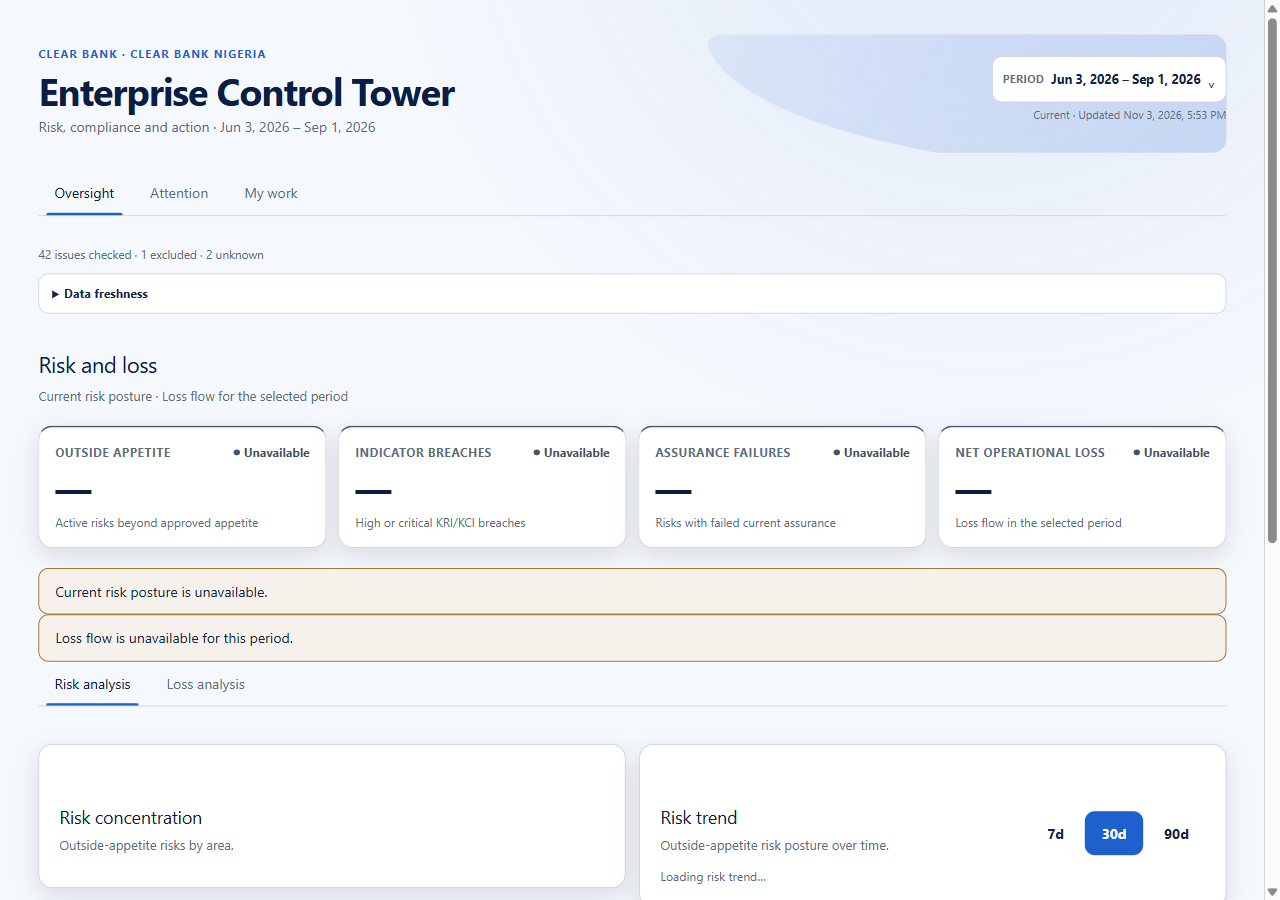 CLEAR BANK · CLEAR BANK NIGERIA
Enterprise Control Tower
Risk, compliance and action · Jun 3, 2026 – Sep 1, 2026
PERIOD Jun 3, 2026 – Sep 1, 2026 v
Current · Updated Nov 3, 2026, 5:53 PM
Oversight Attention My work
42 issues checked · 1 excluded · 2 unknown
▸ Data freshness
Risk and loss
Current risk posture · Loss flow for the selected period
OUTSIDE APPETITE • Unavailable
—
Active risks beyond approved appetite
INDICATOR BREACHES • Unavailable
—
High or critical KRI/KCI breaches
ASSURANCE FAILURES • Unavailable
—
Risks with failed current assurance
NET OPERATIONAL LOSS • Unavailable
—
Loss flow in the selected period
Current risk posture is unavailable.
Loss flow is unavailable for this period.
Risk analysis Loss analysis
Risk concentration
Outside-appetite risks by area.
Risk trend
Outside-appetite risk posture over time.
7d 30d 90d
Loading risk trend...